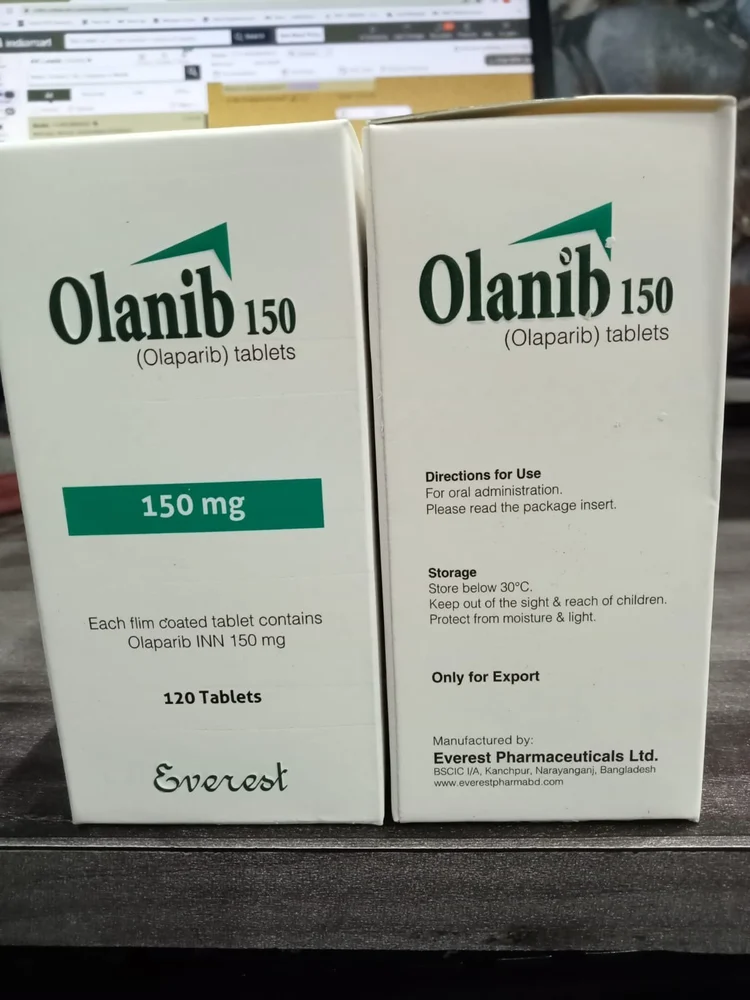 indiamart
Olanib 150
(Olaparib) tablets
150 mg
Each flim coated tablet contains
Olaparib INN 150 mg
120 Tablets
Everest
Olanib 150
(Olaparib) tablets
Directions for Use
For oral administration.
Please read the package insert.
Storage
Store below 30°C.
Keep out of the sight & reach of children.
Protect from moisture & light.
Only for Export
Manufactured by:
Everest Pharmaceuticals Ltd.
BSCIC I/A, Kanchpur, Narayanganj, Bangladesh
www.everestpharmabd.com